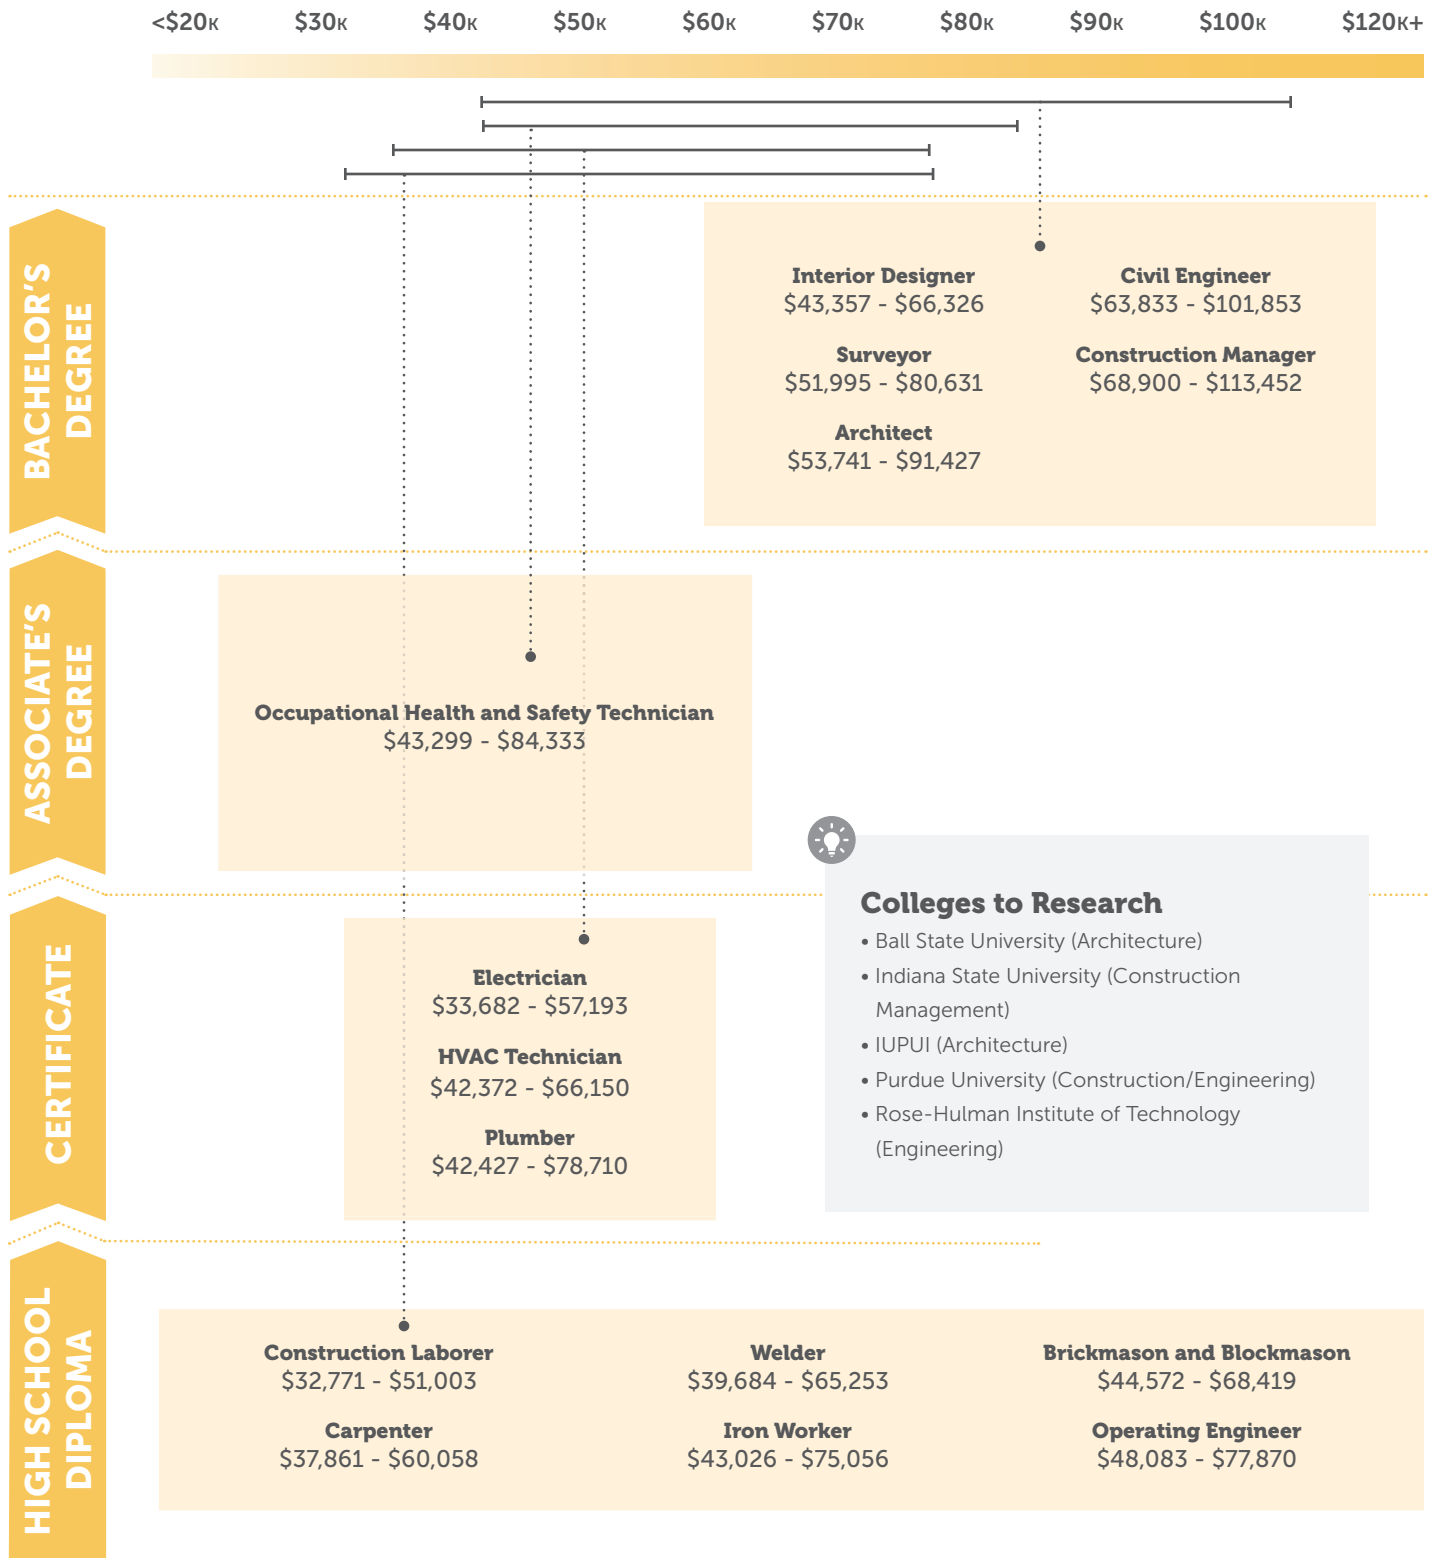 <$20K $30K $40K $50K $60K $70K $80K $90K $100K $120K+
BACHELOR'S
DEGREE
Interior Designer
$43,357 - $66,326
Surveyor
$51,995 - $80,631
Architect
$53,741 - $91,427
Civil Engineer
$63,833 - $101,853
Construction Manager
$68,900 - $113,452
ASSOCIATE'S
DEGREE
Occupational Health and Safety Technician
$43,299 - $84,333
CERTIFICATE
Electrician
$33,682 - $57,193
HVAC Technician
$42,372 - $66,150
Plumber
$42,427 - $78,710
Colleges to Research
• Ball State University (Architecture)
• Indiana State University (Construction
Management)
• IUPUI (Architecture)
• Purdue University (Construction/Engineering)
• Rose-Hulman Institute of Technology
(Engineering)
HIGH SCHOOL
DIPLOMA
Construction Laborer
$32,771 - $51,003
Carpenter
$37,861 - $60,058
Welder
$39,684 - $65,253
Iron Worker
$43,026 - $75,056
Brickmason and Blockmason
$44,572 - $68,419
Operating Engineer
$48,083 - $77,870